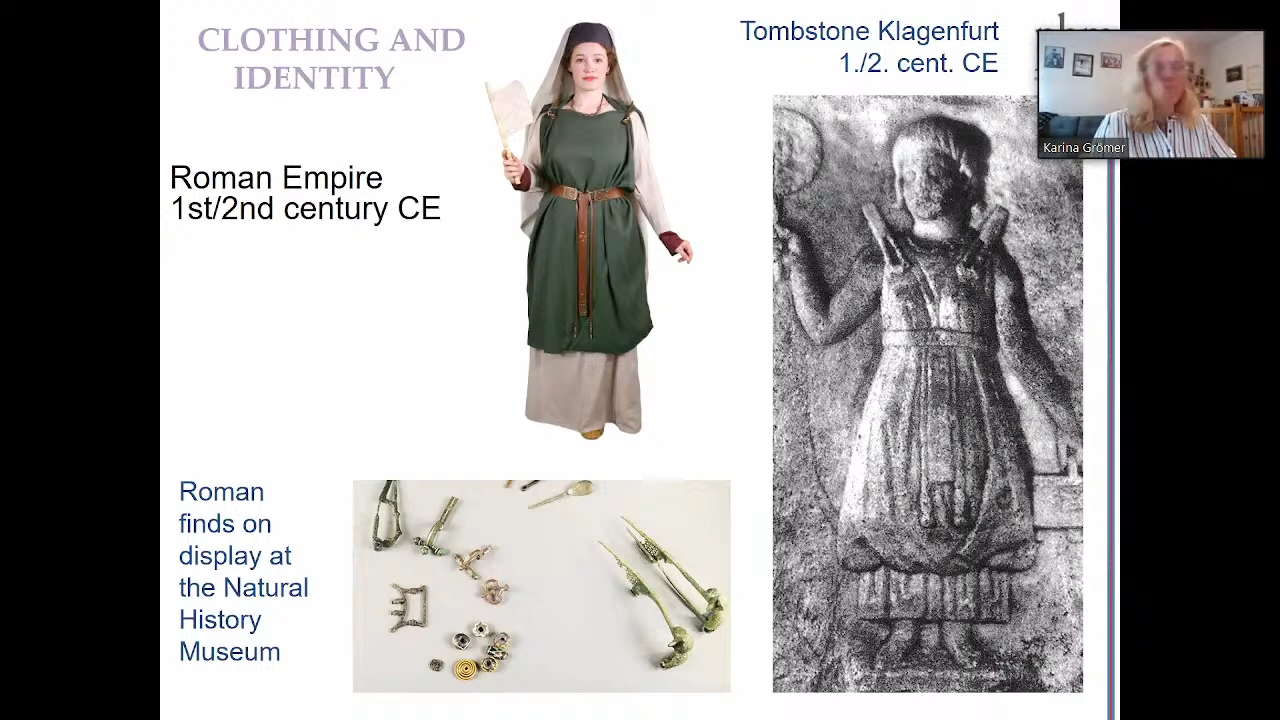 CLOTHING AND
IDENTITY
Tombstone Klagenfurt
1./2. cent. CE
Karina Grömer
Roman Empire
1st/2nd century CE
Roman
finds on
display at
the Natural
History
Museum